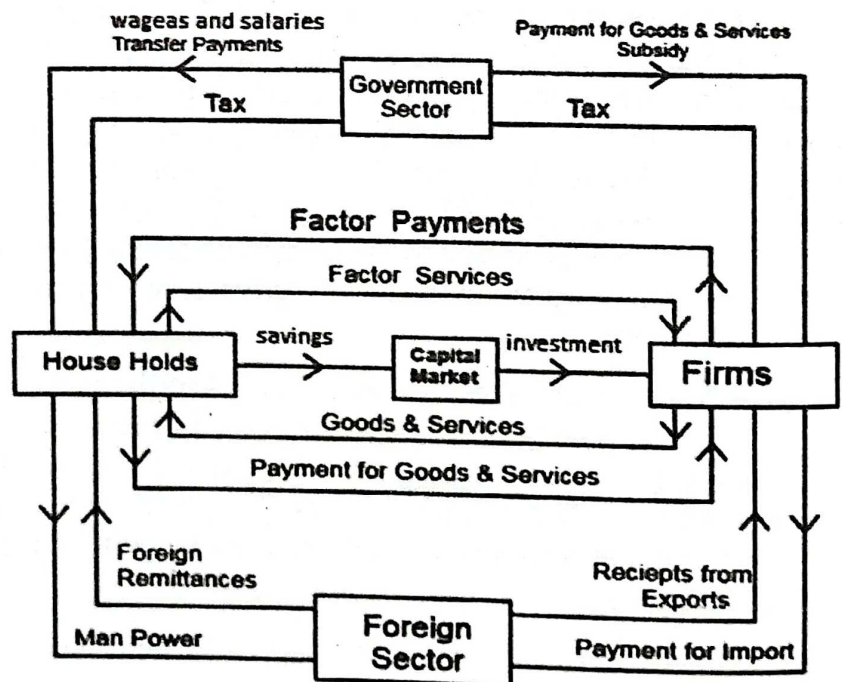 wageas and salaries
Transfer Payments
Payment for Goods & Services
Subsidy
Government
Sector
Tax
Tax
Factor Payments
Factor Services
House Holds
savings
Capital
Market
investment
Firms
Goods & Services
Payment for Goods & Services
Foreign
Remittances
Reciepts from
Exports
Man Power
Foreign
Sector
Payment for Import